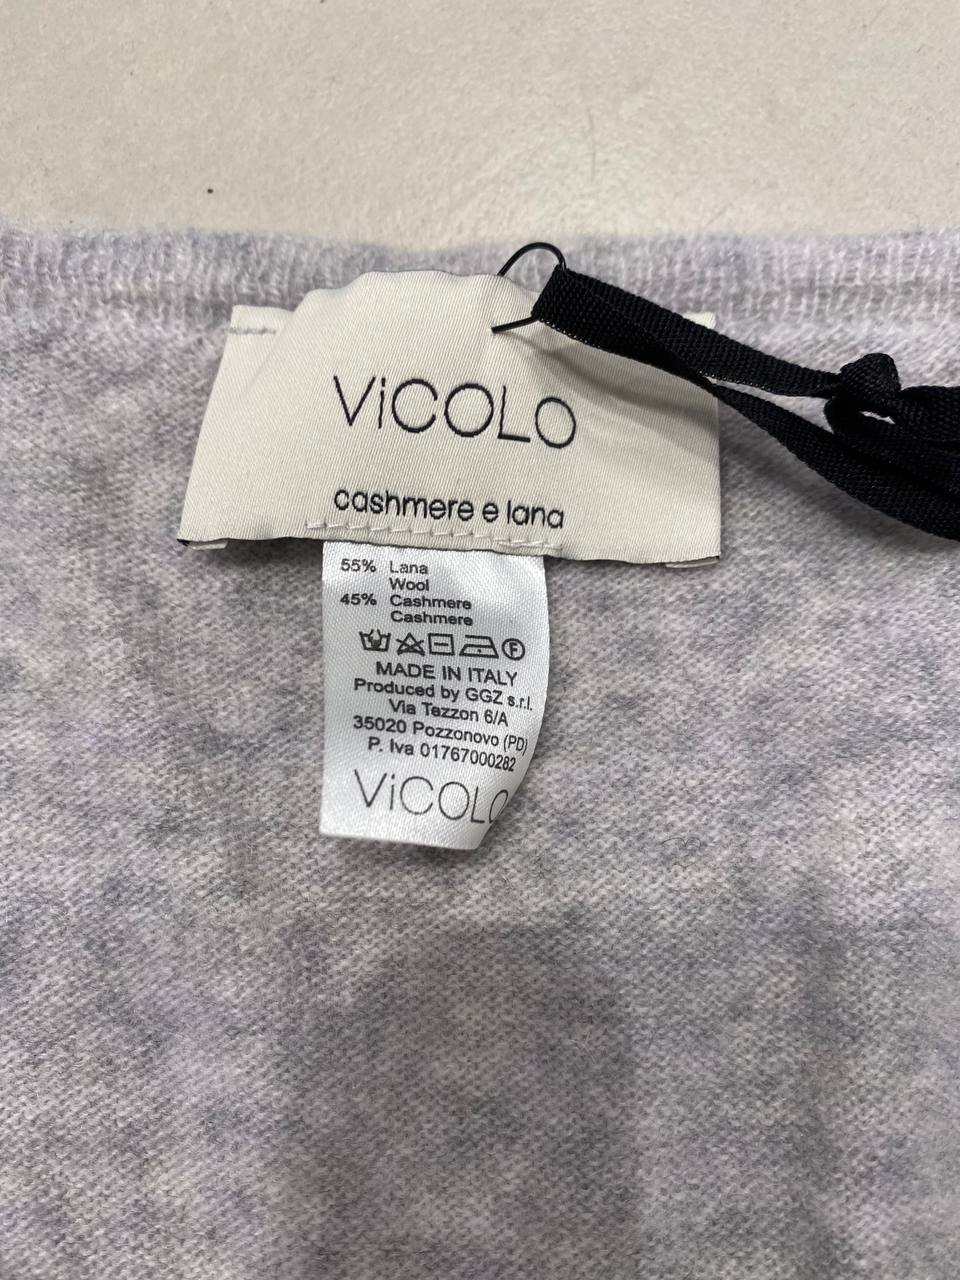 ViCOLO
cashmere e lana
55% Lana
Wool
45% Cashmere
Cashmere
F
MADE IN ITALY
Produced by GGZ s.r.l.
Via Tezzon 6/A
35020 Pozzonovo (PD)
P. Iva 01767000282
ViCOLO